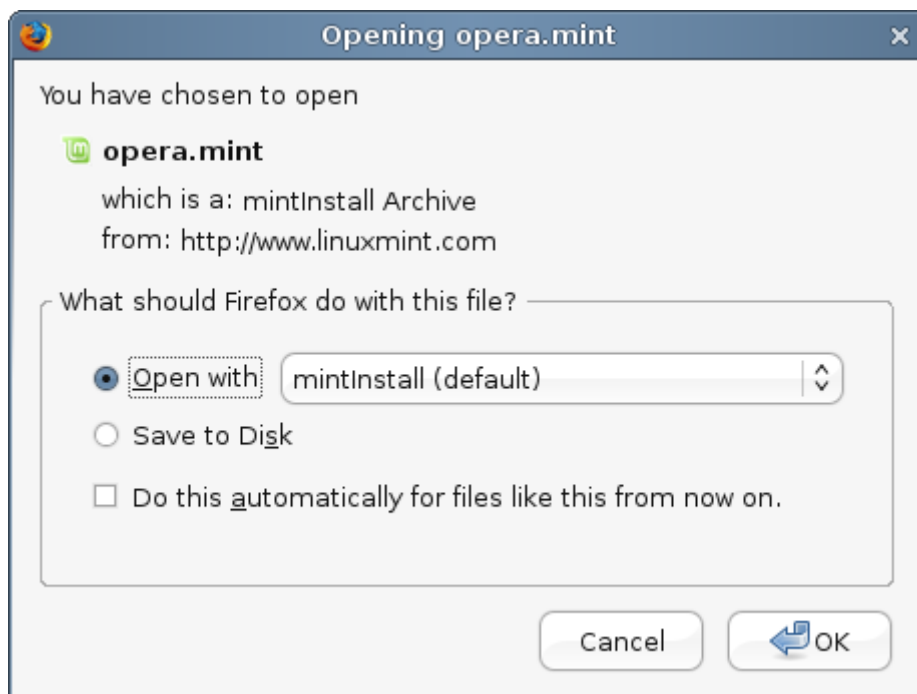 Opening opera.mint
You have chosen to open
opera.mint
which is a: mintInstall Archive
from: http://www.linuxmint.com
What should Firefox do with this file?
Open with mintInstall (default)
Save to Disk
Do this automatically for files like this from now on.
Cancel OK